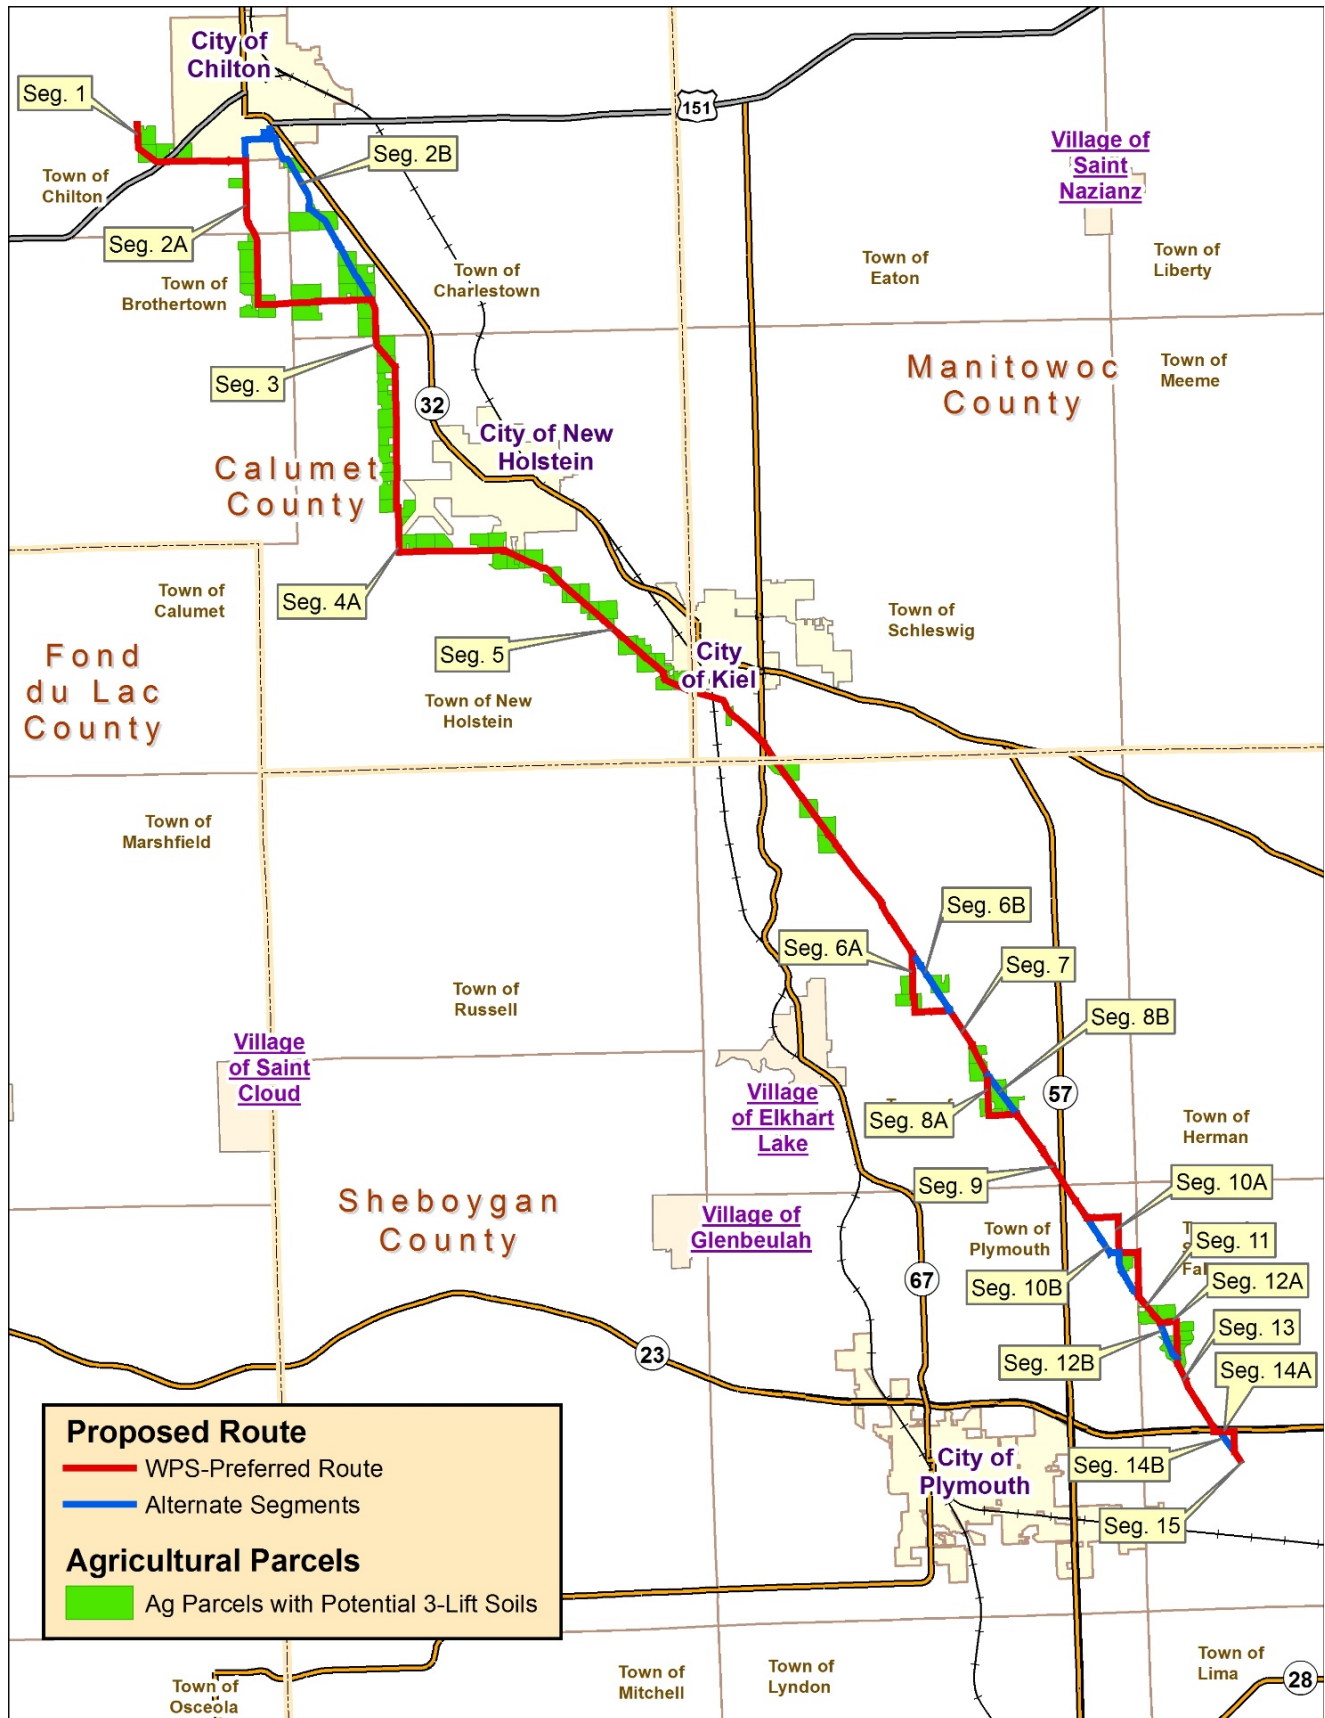 City of
Chilton
Seg. 1
151
Seg. 2B
Village of
Saint
Nazianz
Town of
Chilton
Seg. 2A
Town of
Brothertown
Town of
Charlestown
Town of
Eaton
Town of
Liberty
Seg. 3
32
Manitowoc
County
Town of
Meeme
City of New
Holstein
Calumet
County
Seg. 4A
Town of
Calumet
Town of
Schleswig
Fond
du Lac
County
Seg. 5
City
of Kiel
Town of New
Holstein
Town of
Marshfield
Seg. 6B
Seg. 6A
Seg. 7
Town of
Russell
Seg. 8B
Village
of Saint
Cloud
Village
of Elkhart
Lake
Seg. 8A
57
Town of
Herman
Seg. 9
Seg. 10A
Sheboygan
County
Village of
Glenbeulah
Town of
Plymouth
Seg. 11
Fal
Seg. 10B
67
Seg. 12A
Seg. 13
23
Seg. 12B
Seg. 14A
Proposed Route
WPS-Preferred Route
Alternate Segments
Agricultural Parcels
Ag Parcels with Potential 3-Lift Soils
City of
Plymouth
Seg. 14B
Seg. 15
Town of
Osceola
Town of
Mitchell
Town of
Lyndon
Town of
Lima
28